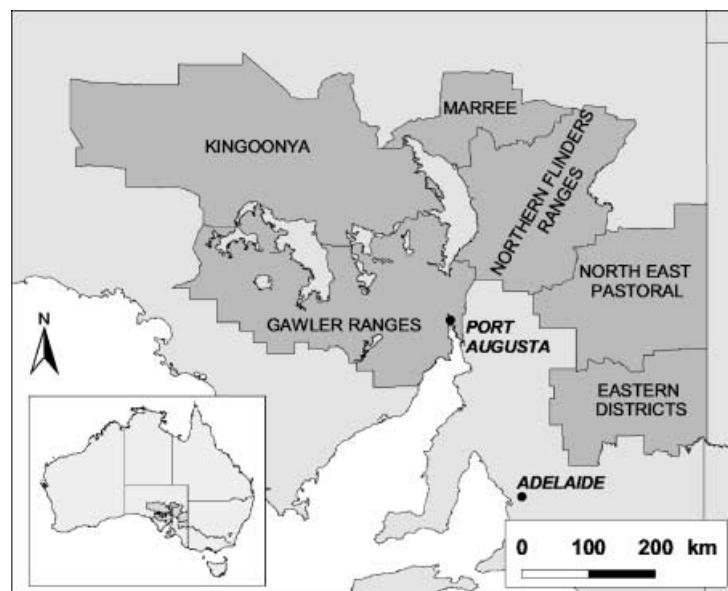 MARREE
KINGOONYA
NORTHERN FLINDERS
RANGES
NORTH EAST
PASTORAL
GAWLER RANGES
PORT
AUGUSTA
N
EASTERN
DISTRICTS
ADELAIDE
0 100 200 km